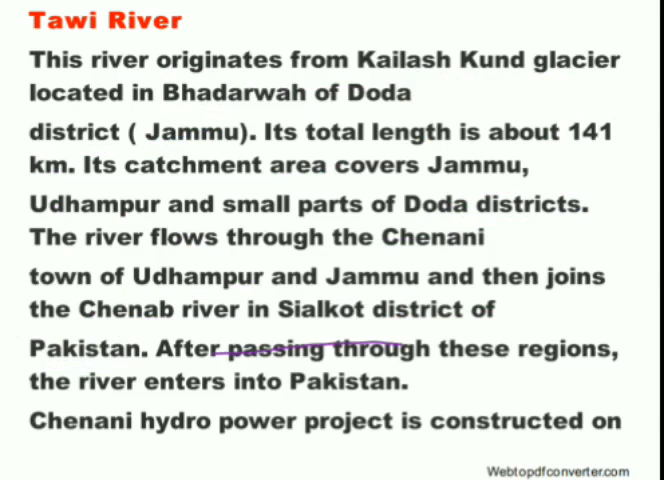 Tawi River
This river originates from Kailash Kund glacier
located in Bhadarwah of Doda
district ( Jammu). Its total length is about 141
km. Its catchment area covers Jammu,
Udhampur and small parts of Doda districts.
The river flows through the Chenani
town of Udhampur and Jammu and then joins
the Chenab river in Sialkot district of
Pakistan. After passing through these regions,
the river enters into Pakistan.
Chenani hydro power project is constructed on
Webtopdfconverter.com